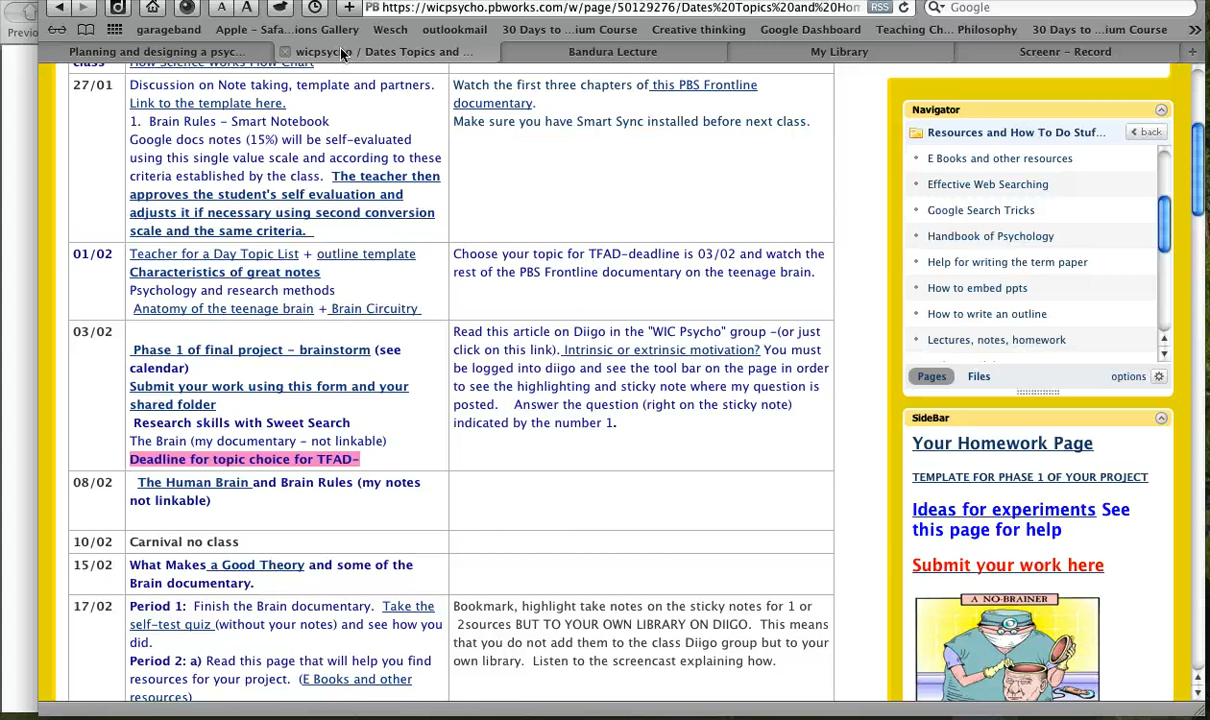 PB https://wicpsycho.pbworks.com/w/page/50129276/Dates%20Topics%20and%20Hon RSS Google
Previ
garageband Apple - Safa...ions Gallery Wesch outlookmail 30 Days to ...ium Course Creative thinking Google Dashboard Teaching Ch... Philosophy 30 Days to ...ium Course
Planning and designing a psyc... wicpsycho / Dates Topics and ... Bandura Lecture My Library Screenr - Record
class How Science Works Flow Chart
27/01
Discussion on Note taking, template and partners.
Link to the template here.
1. Brain Rules - Smart Notebook
Google docs notes (15%) will be self-evaluated
using this single value scale and according to these
criteria established by the class. The teacher then
approves the student's self evaluation and
adjusts it if necessary using second conversion
scale and the same criteria.
Watch the first three chapters of this PBS Frontline
documentary.
Make sure you have Smart Sync installed before next class.
01/02
Teacher for a Day Topic List + outline template
Characteristics of great notes
Psychology and research methods
Anatomy of the teenage brain + Brain Circuitry
Choose your topic for TFAD-deadline is 03/02 and watch the
rest of the PBS Frontline documentary on the teenage brain.
03/02
Phase 1 of final project - brainstorm (see
calendar)
Submit your work using this form and your
shared folder
Research skills with Sweet Search
The Brain (my documentary - not linkable)
Deadline for topic choice for TFAD-
Read this article on Diigo in the "WIC Psycho" group -(or just
click on this link). Intrinsic or extrinsic motivation? You must
be logged into diigo and see the tool bar on the page in order
to see the highlighting and sticky note where my question is
posted. Answer the question (right on the sticky note)
indicated by the number 1.
08/02
The Human Brain and Brain Rules (my notes
not linkable)
10/02
Carnival no class
15/02
What Makes a Good Theory and some of the
Brain documentary.
17/02
Period 1: Finish the Brain documentary. Take the
self-test quiz (without your notes) and see how you
did.
Period 2: a) Read this page that will help you find
resources for your project. (E Books and other
resources)
Bookmark, highlight take notes on the sticky notes for 1 or
2sources BUT TO YOUR OWN LIBRARY ON DIIGO. This means
that you do not add them to the class Diigo group but to your
own library. Listen to the screencast explaining how.
Navigator
Resources and How To Do Stuf... back
E Books and other resources
Effective Web Searching
Google Search Tricks
Handbook of Psychology
Help for writing the term paper
How to embed ppts
How to write an outline
Lectures, notes, homework
Pages Files options
SideBar
Your Homework Page
TEMPLATE FOR PHASE 1 OF YOUR PROJECT
Ideas for experiments See
this page for help
Submit your work here
A NO-BRAINER